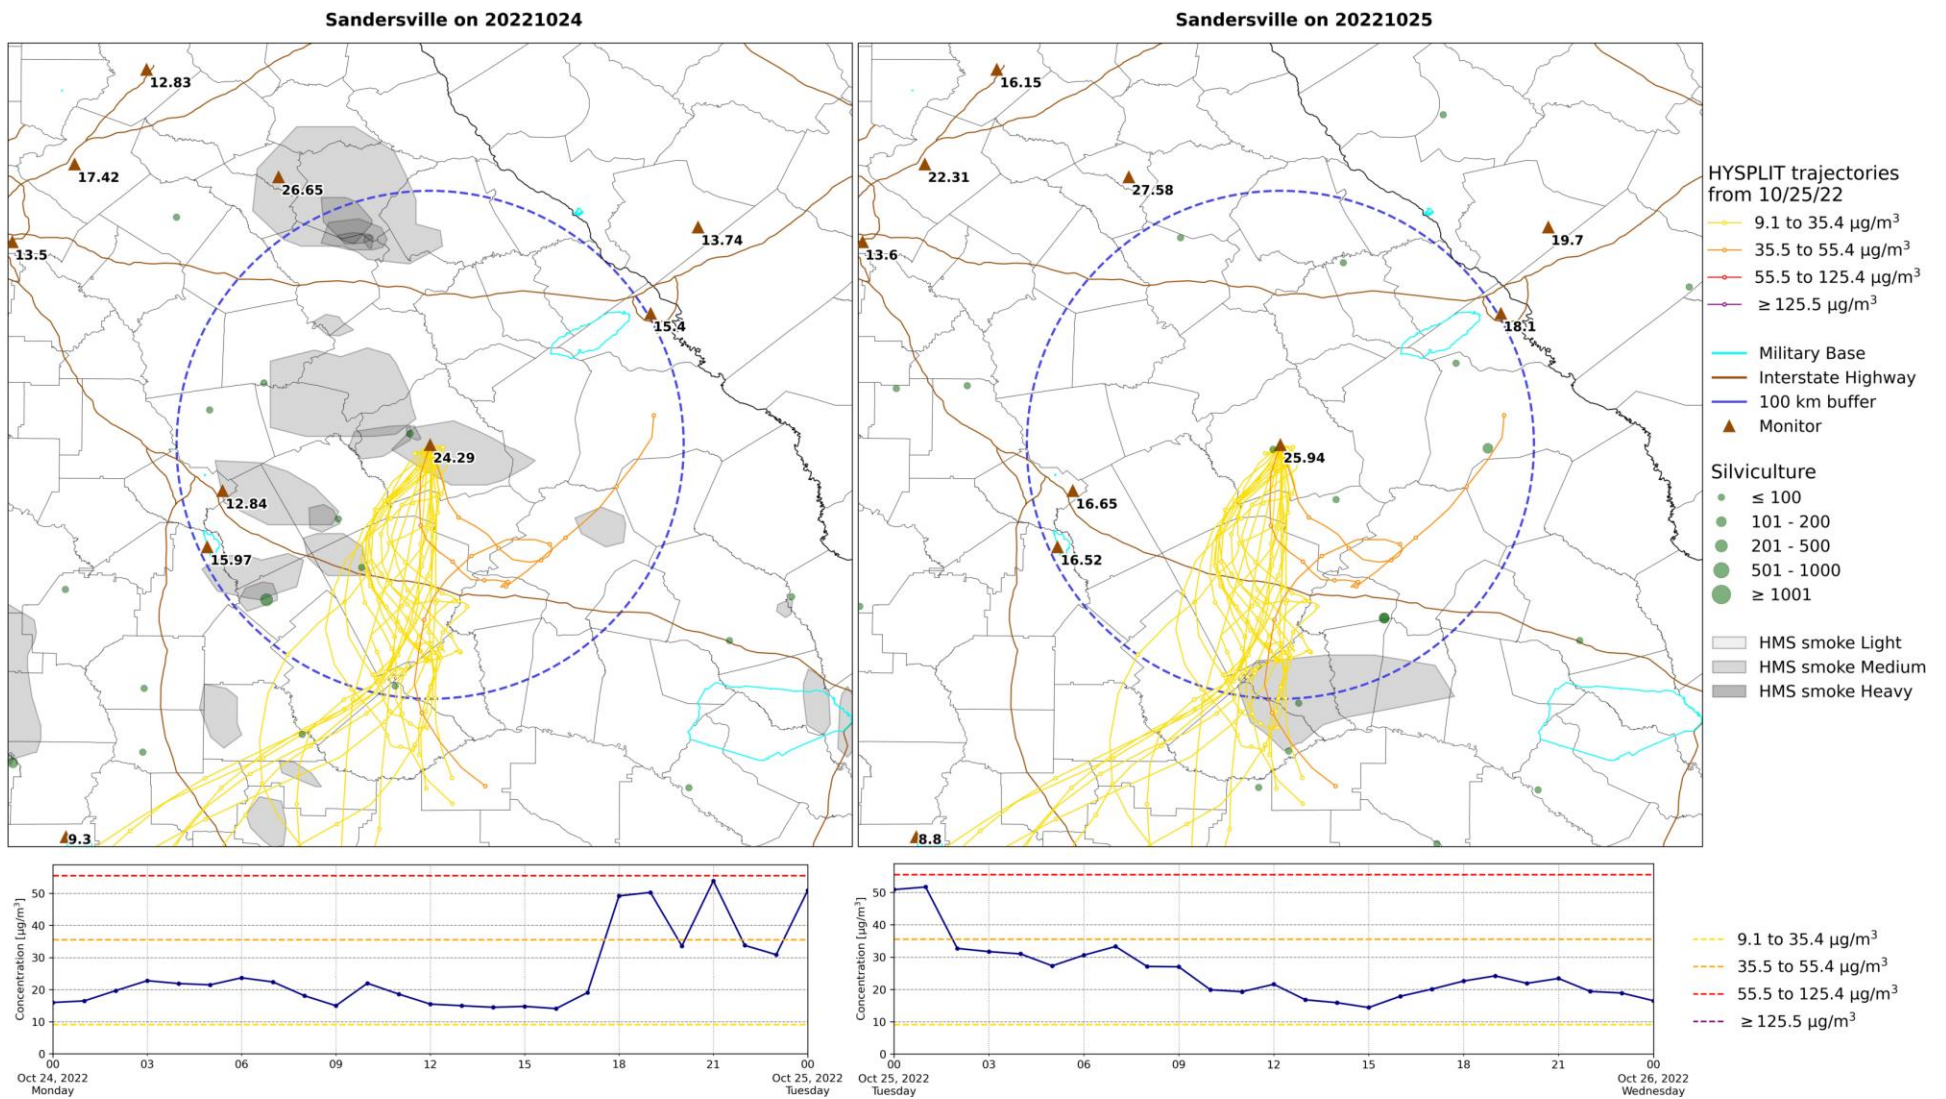 Sandersville on 20221024
12.83
17.42
26.65
13.5
13.74
15.4
24.29
12.84
15.97
9.3
Sandersville on 20221025
16.15
22.31
27.58
13.6
19.7
18.1
25.94
16.65
16.52
8.8
HYSPLIT trajectories
from 10/25/22
9.1 to 35.4 µg/m³
35.5 to 55.4 µg/m³
55.5 to 125.4 µg/m³
≥ 125.5 µg/m³
Military Base
Interstate Highway
100 km buffer
Monitor
Silviculture
≤ 100
101 - 200
201 - 500
501 - 1000
≥ 1001
HMS smoke Light
HMS smoke Medium
HMS smoke Heavy
Concentration [µg/m³]
50
40
30
20
10
0
00 03 06 09 12 15 18 21 00
Oct 24, 2022 Oct 25, 2022
Monday Tuesday
Concentration [µg/m³]
50
40
30
20
10
0
00 03 06 09 12 15 18 21 00
Oct 25, 2022 Oct 26, 2022
Tuesday Wednesday
9.1 to 35.4 µg/m³
35.5 to 55.4 µg/m³
55.5 to 125.4 µg/m³
≥ 125.5 µg/m³